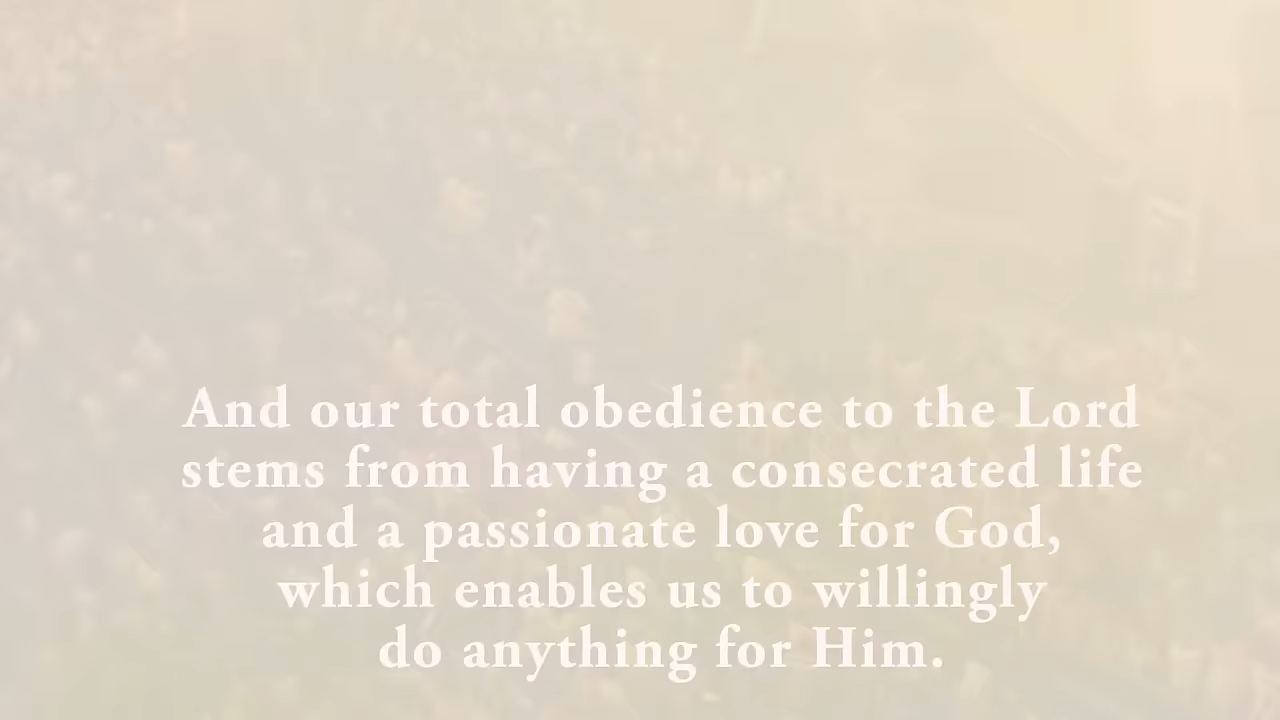 And our total obedience to the Lord
stems from having a consecrated life
and a passionate love for God,
which enables us to willingly
do anything for Him.